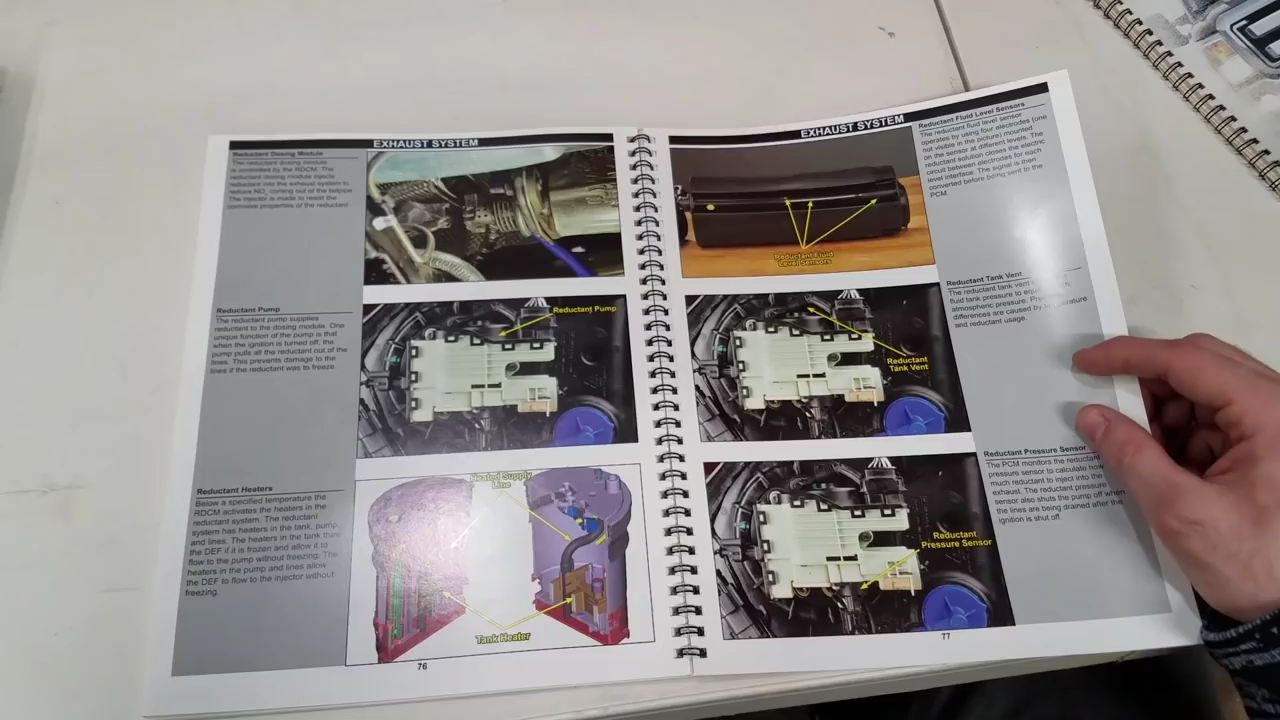 EXHAUST SYSTEM
Reductant Dosing Module
The reductant dosing module
is controlled by the RDCM. The
reductant dosing module injects
reductant into the exhaust system to
reduce NOx coming out of the tailpipe.
The injector is made to resist the
corrosive properties of the reductant
Reductant Pump
The reductant pump supplies
reductant to the dosing module. One
unique function of the pump is that
when the ignition is turned off, the
pump pulls all the reductant out of the
lines. This prevents damage to the
lines if the reductant was to freeze.
Reductant Pump
Reductant Heaters
Below a specified temperature the
RDCM activates the heaters in the
reductant system. The reductant
system has heaters in the tank, pump,
and lines. The heaters in the tank thaw
the DEF if it is frozen and allow it to
flow to the pump without freezing. The
heaters in the pump and lines allow
the DEF to flow to the injector without
freezing.
Heated Supply
Line
Tank Heater
76
EXHAUST SYSTEM
Reductant Fluid Level Sensors
The reductant fluid level sensor
operates by using four electrodes (one
not visible in the picture) mounted
on the sensor at different levels. The
reductant solution closes the electric
circuit between electrodes for each
level interface. The signal is then
converted before being sent to the
PCM.
Reductant Fluid
Level Sensors
Reductant Tank Vent
The reductant tank vent
fluid tank pressure to
atmospheric pressure.
differences are caused by temperature
and reductant usage.
Reductant
Tank Vent
Reductant Pressure Sensor
The PCM monitors the reductant
pressure sensor to calculate how
much reductant to inject into the
exhaust. The reductant pressure
sensor also shuts the pump off when
the lines are being drained after the
ignition is shut off.
Reductant
Pressure Sensor
77